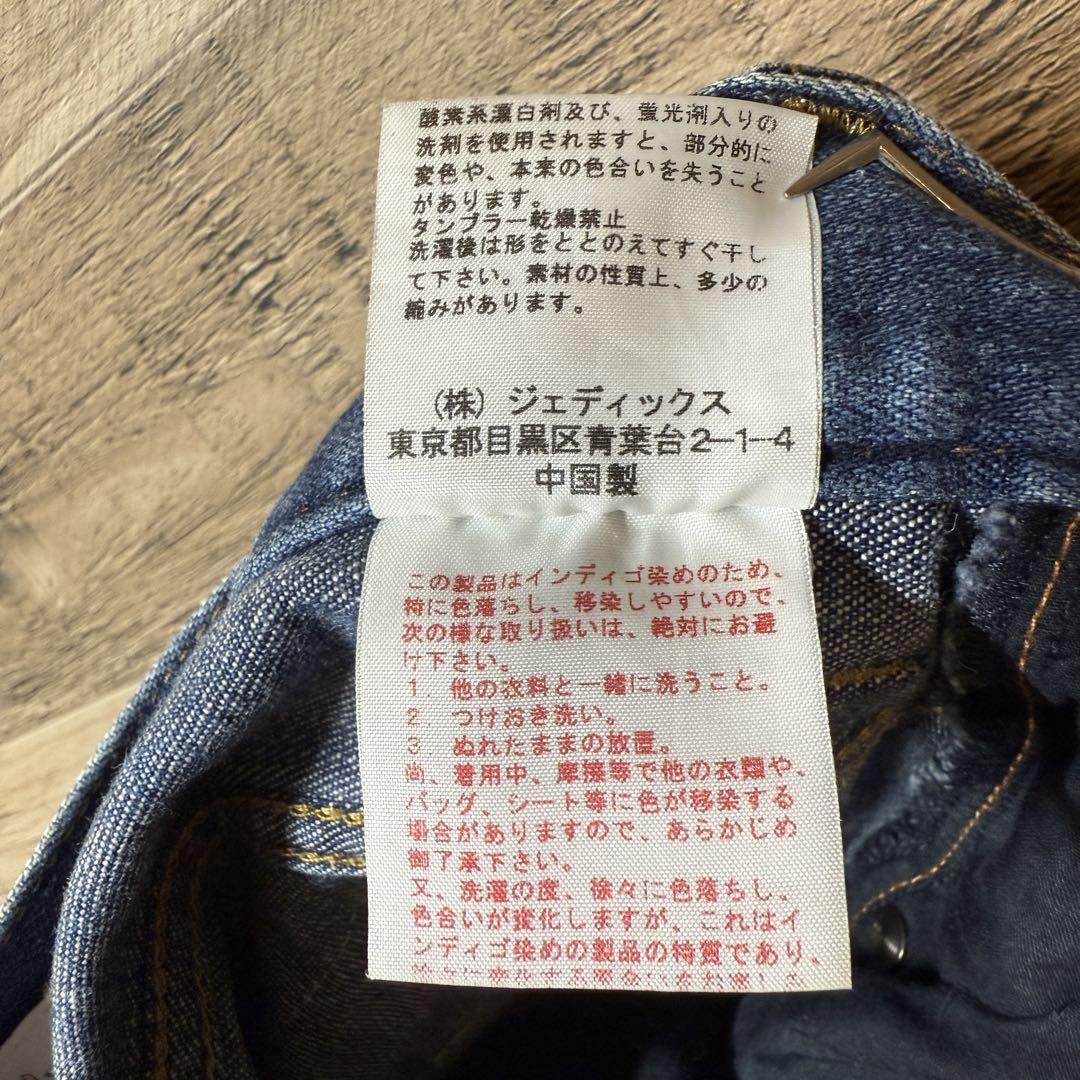 酸素系漂白剤及び、蛍光剤入りの
洗剤を使用されますと、部分的に
変色や、本来の色合いを失うこと
があります。
タンブラー乾燥禁止
洗濯後は形をととのえてすぐ干し
て下さい。素材の性質上、多少の
縮みがあります。
(株) ジェディックス
東京都目黒区青葉台2-1-4
中国製
この製品はインディゴ染めのため、
特に色落ちし、移染しやすいので、
次の様な取り扱いは、絶対にお避
け下さい。
1. 他の衣料と一緒に洗うこと。
2. つけおき洗い。
3. ぬれたままの放置。
尚、着用中、摩擦等で他の衣類や、
バッグ、シート等に色が移染する
場合がありますので、あらかじめ
御了承下さい。
又、洗濯の度、徐々に色落ちし、
色合いが変化しますが、これはイ
ンディゴ染めの製品の特質であり、